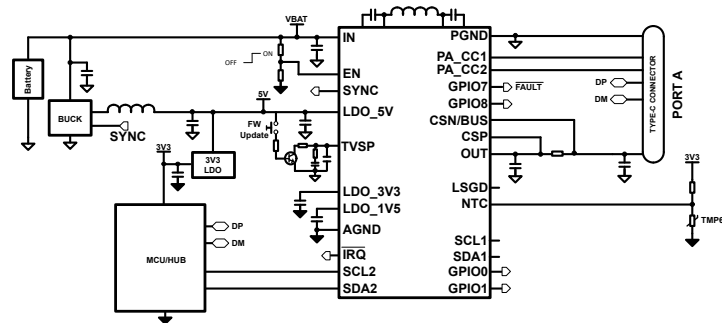 VBAT
IN
PGND
OFF
ON
PA_CC1
PA_CC2
EN
DP
DM
GPIO7
FAULT
SYNC
GPIO8
Battery
BUCK
SYNC
5V
LDO_5V
CSN/BUS
CSP
FW
Update
TVSP
OUT
TYPE-C CONNECTOR
PORT A
3V3
3V3
LDO
3V3
LSGD
LDO_3V3
NTC
LDO_1V5
TMP6
AGND
DP
DM
MCU/HUB
SCL1
IRQ
SDA1
SCL2
GPIO0
SDA2
GPIO1